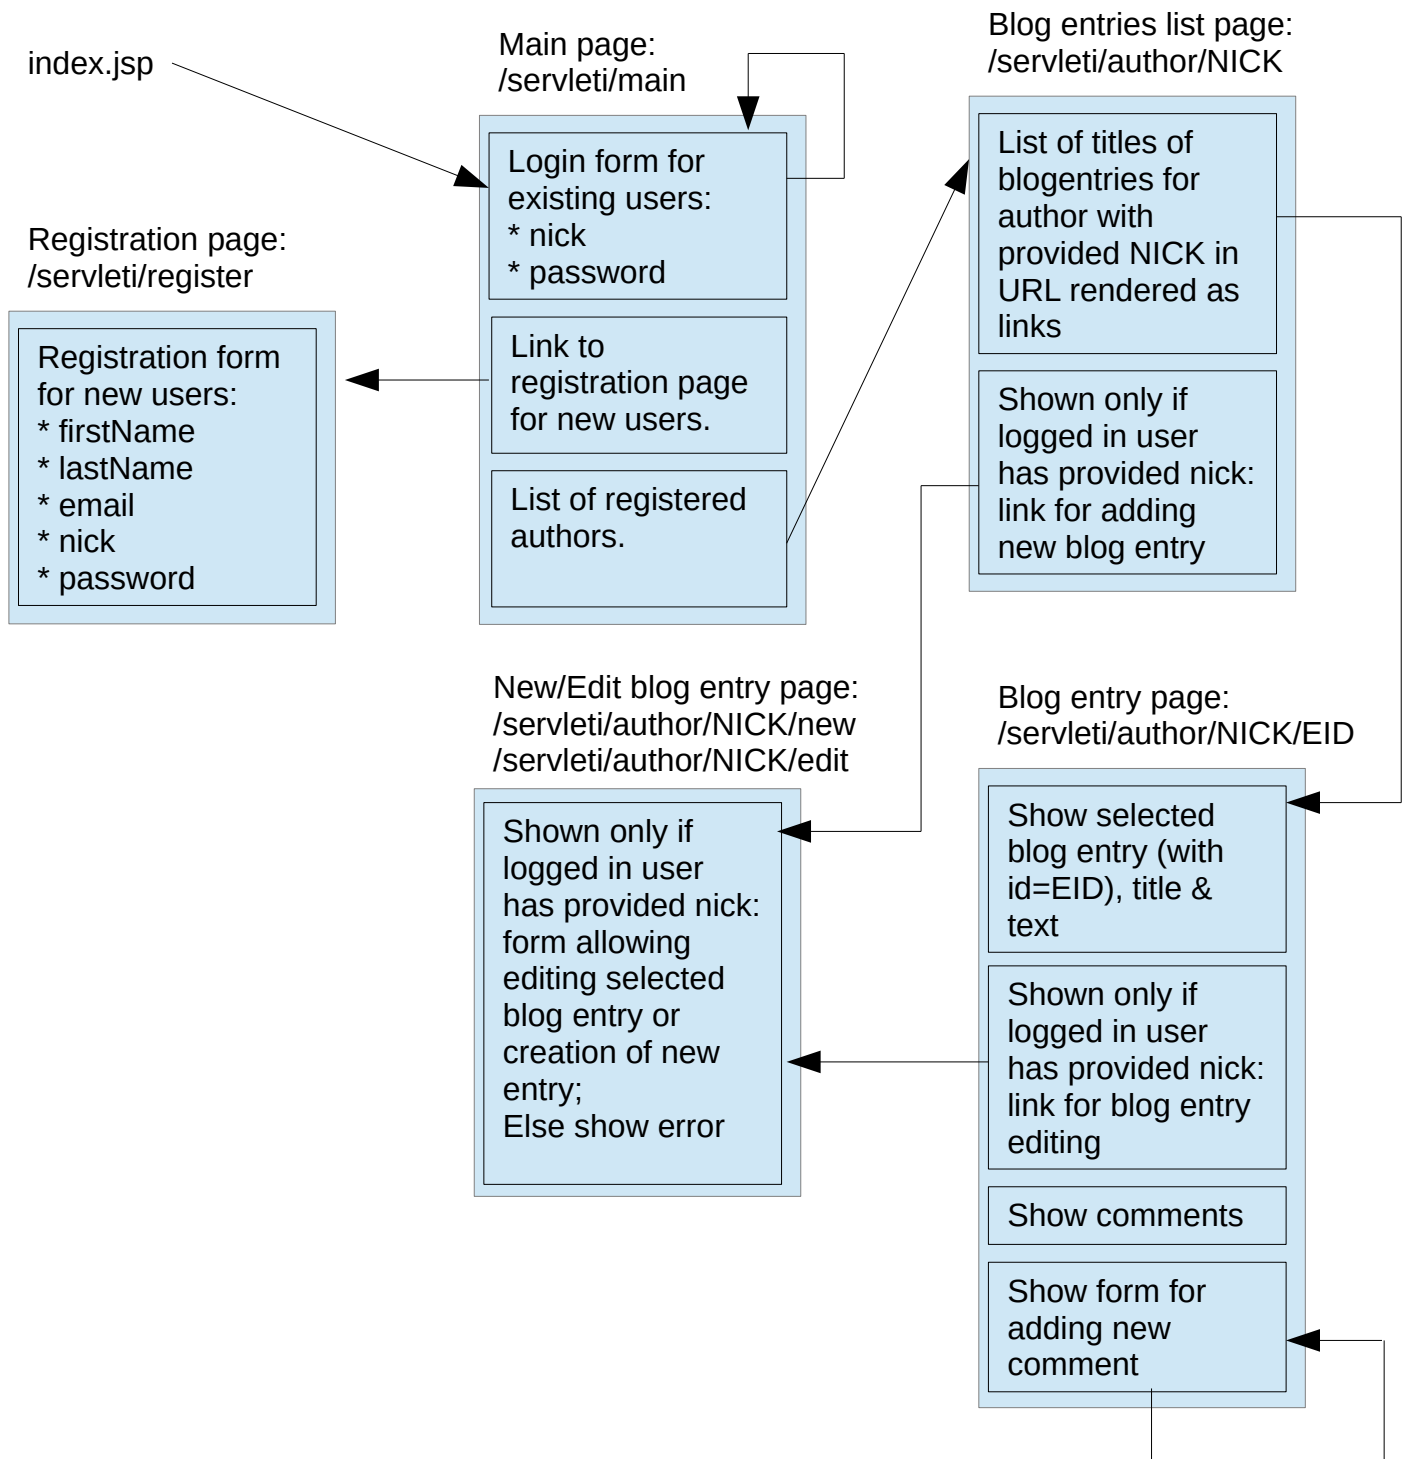 index.jsp
Main page:
/servleti/main
Login form for
existing users:
* nick
* password
Link to
registration page
for new users.
List of registered
authors.
Registration page:
/servleti/register
Registration form
for new users:
* firstName
* lastName
* email
* nick
* password
Blog entries list page:
/servleti/author/NICK
List of titles of
blogentries for
author with
provided NICK in
URL rendered as
links
Shown only if
logged in user
has provided nick:
link for adding
new blog entry
New/Edit blog entry page:
/servleti/author/NICK/new
/servleti/author/NICK/edit
Shown only if
logged in user
has provided nick:
form allowing
editing selected
blog entry or
creation of new
entry;
Else show error
Blog entry page:
/servleti/author/NICK/EID
Show selected
blog entry (with
id=EID), title &
text
Shown only if
logged in user
has provided nick:
link for blog entry
editing
Show comments
Show form for
adding new
comment